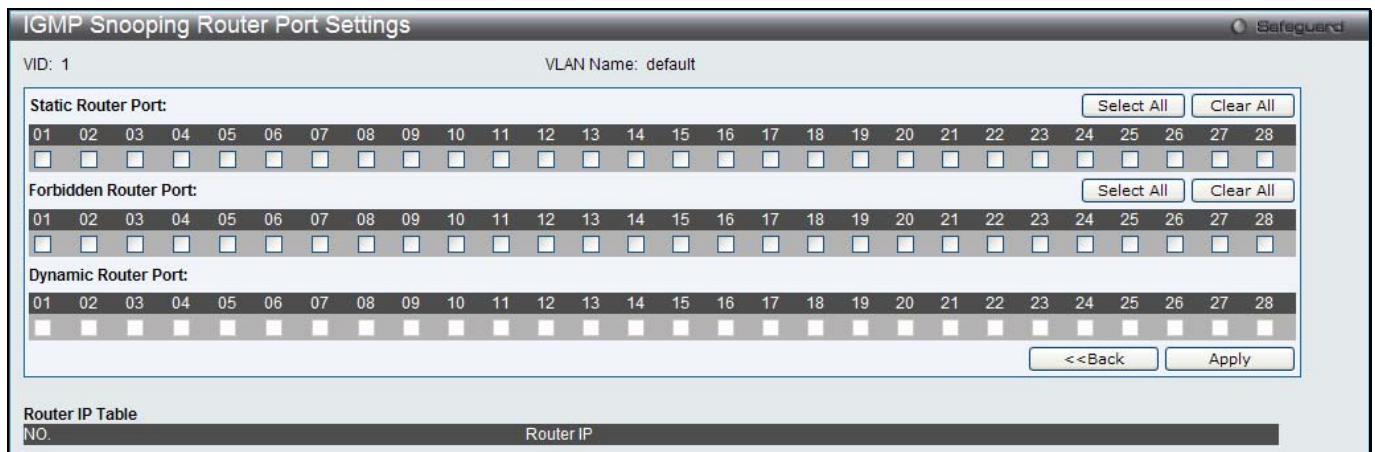 IGMP Snooping Router Port Settings Safeguard
VID: 1 VLAN Name: default
Static Router Port: Select All Clear All
01 02 03 04 05 06 07 08 09 10 11 12 13 14 15 16 17 18 19 20 21 22 23 24 25 26 27 28
Forbidden Router Port: Select All Clear All
01 02 03 04 05 06 07 08 09 10 11 12 13 14 15 16 17 18 19 20 21 22 23 24 25 26 27 28
Dynamic Router Port:
01 02 03 04 05 06 07 08 09 10 11 12 13 14 15 16 17 18 19 20 21 22 23 24 25 26 27 28
<<Back Apply
Router IP Table
NO. Router IP